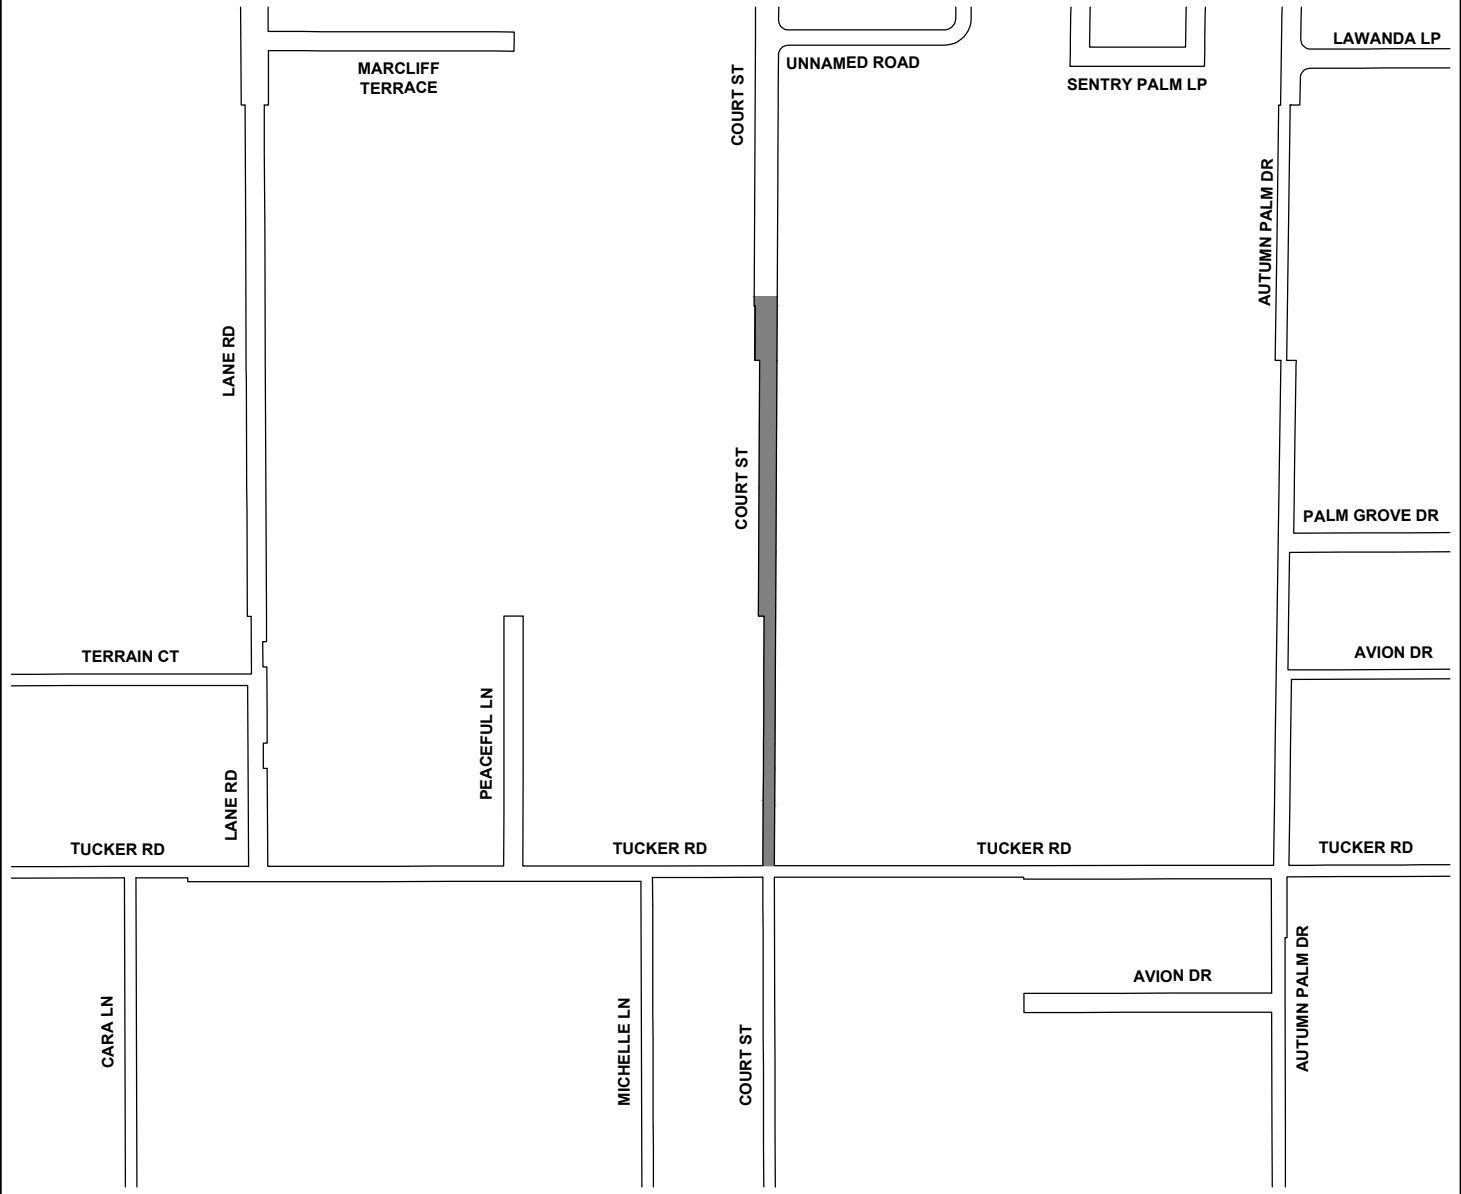 LAWANDA LP
MARCLIFF
TERRACE
COURT ST
UNNAMED ROAD
SENTRY PALM LP
AUTUMN PALM DR
LANE RD
COURT ST
PALM GROVE DR
TERRAIN CT
AVION DR
PEACEFUL LN
LANE RD
TUCKER RD
TUCKER RD
TUCKER RD
TUCKER RD
CARA LN
MICHELLE LN
COURT ST
AVION DR
AUTUMN PALM DR